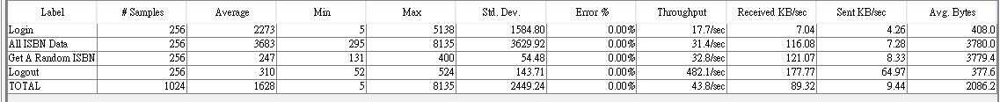 Label # Samples Average Min Max Std. Dev. Error % Throughput Received KB/sec Sent KB/sec Avg. Bytes
Login 256 2273 5 5138 1584.80 0.00% 17.7/sec 7.04 4.26 408.0
All ISBN Data 256 3683 295 8135 3629.92 0.00% 31.4/sec 116.08 7.28 3780.0
Get A Random ISBN 256 247 131 400 54.48 0.00% 32.8/sec 121.07 8.33 3779.4
Logout 256 310 52 524 143.71 0.00% 482.1/sec 177.77 64.97 377.6
TOTAL 1024 1628 5 8135 2449.24 0.00% 43.8/sec 89.32 9.44 2086.2